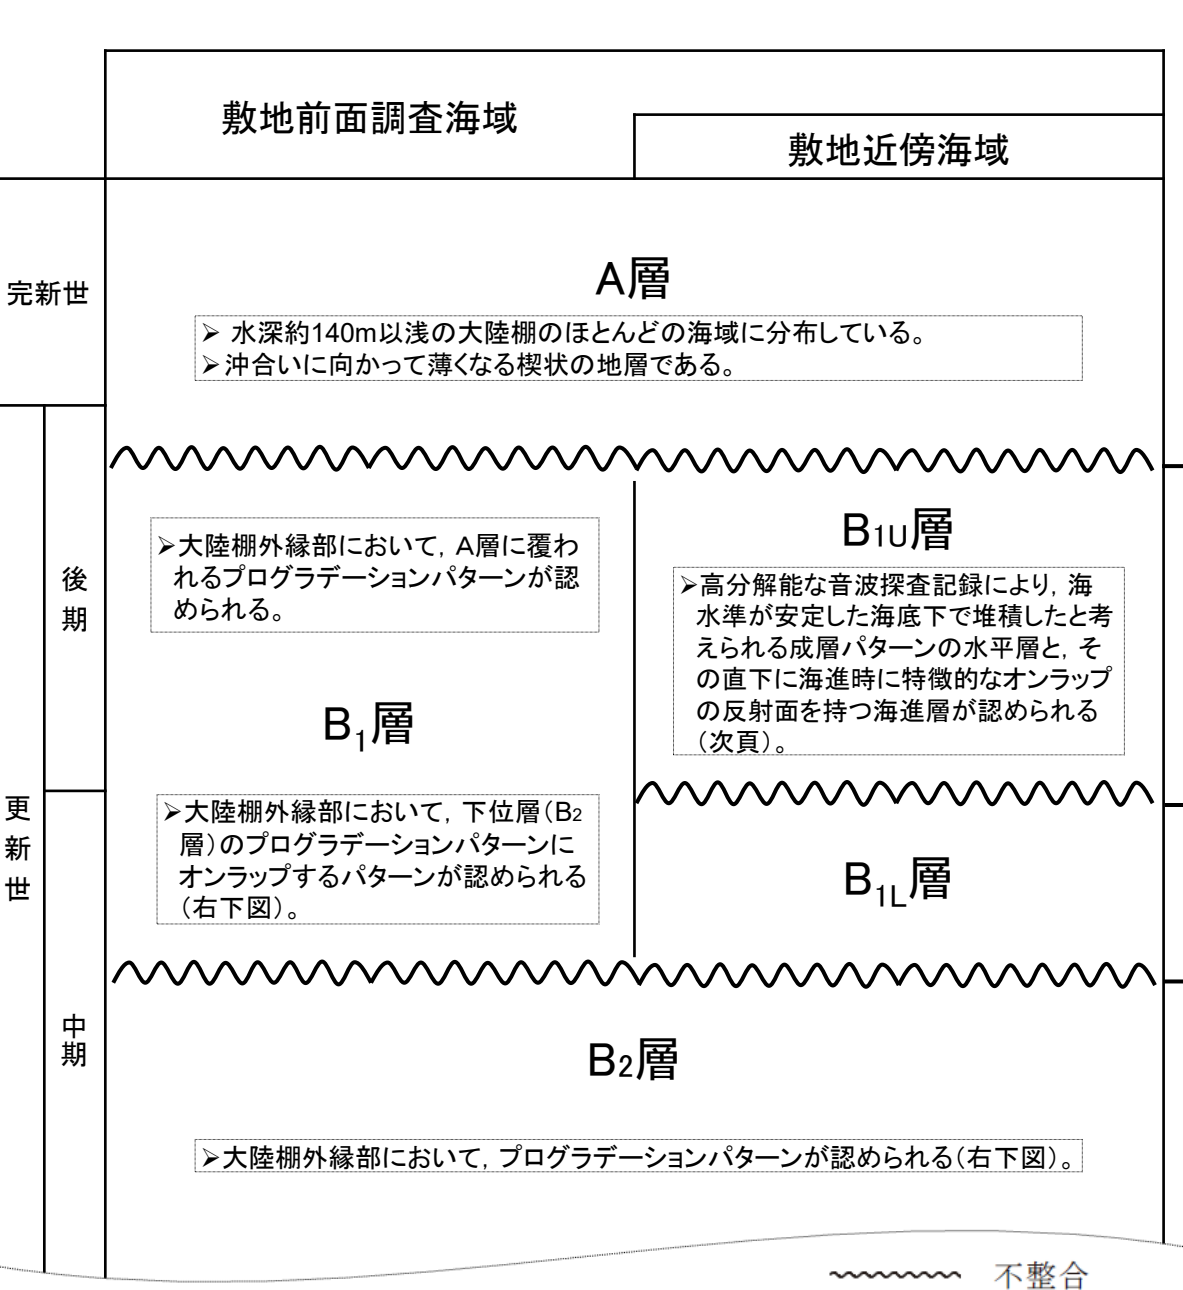 敷地前面調査海域
敷地近傍海域
完新世
A層
➢ 水深約140m以浅の大陸棚のほとんどの海域に分布している。
➢沖合いに向かって薄くなる楔状の地層である。
更新世
後期
➢大陸棚外縁部において, A層に覆わ
れるプログラデーションパターンが認
められる。
B1層
➢大陸棚外縁部において, 下位層(B2
層)のプログラデーションパターンに
オンラップするパターンが認められる
(右下図)。
B1U層
➢高分解能な音波探査記録により, 海
水準が安定した海底下で堆積したと考
えられる成層パターンの水平層と, そ
の直下に海進時に特徴的なオンラップ
の反射面を持つ海進層が認められる
(次頁)。
B1L層
中期
B2層
➢大陸棚外縁部において, プログラデーションパターンが認められる(右下図)。
不整合